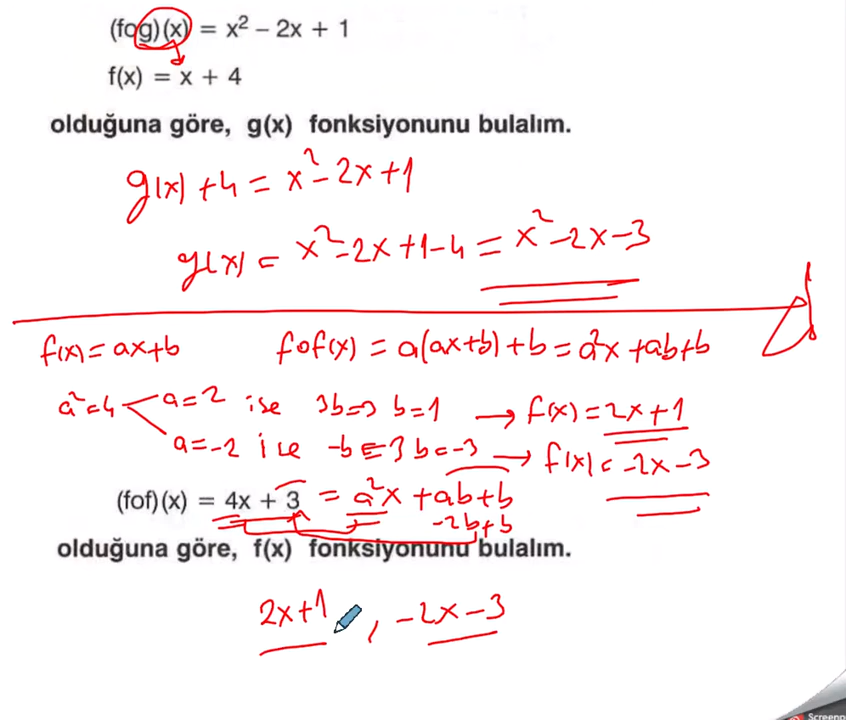 (fog)(x) = x² − 2x + 1
f(x) = x + 4
olduğuna göre, g(x) fonksiyonunu bulalım.
g(x) + 4 = x² − 2x + 1
g(x) = x² − 2x + 1 − 4 = x² − 2x − 3
f(x) = ax + b fof(x) = a(ax + b) + b = a²x + ab + b
a² = 4 a = 2 ise 3b = 3 b = 1 → f(x) = 2x + 1
a = −2 ise −b = 3 b = −3 → f(x) = −2x − 3
(fof)(x) = 4x + 3 = a²x + ab + b
−2b + b
olduğuna göre, f(x) fonksiyonunu bulalım.
2x + 1 , −2x − 3